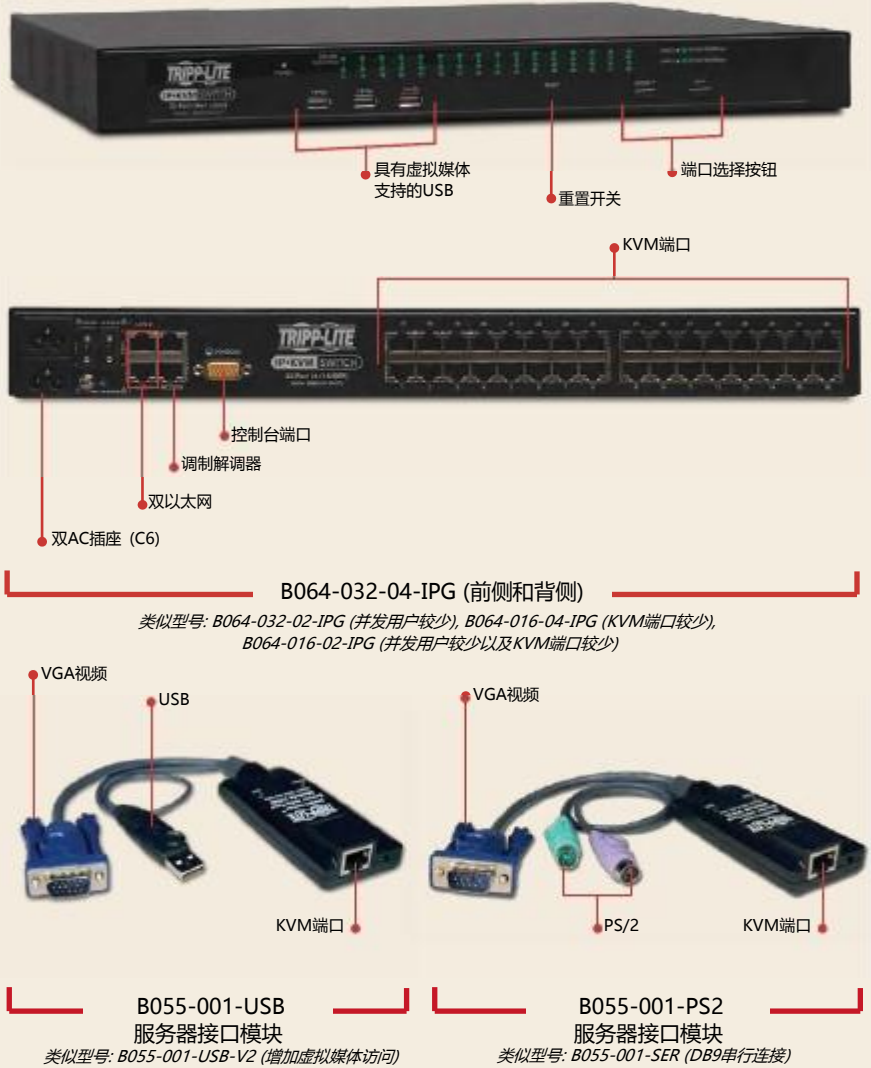 TRIPP·LITE
IP+KVM SWITCH
具有虚拟媒体
支持的USB
重置开关
端口选择按钮
KVM端口
TRIPP·LITE
IP+KVM SWITCH
控制台端口
调制解调器
双以太网
双AC插座 (C6)
B064-032-04-IPG (前侧和背侧)
类似型号: B064-032-02-IPG (并发用户较少), B064-016-04-IPG (KVM端口较少),
B064-016-02-IPG (并发用户较少以及KVM端口较少)
VGA视频
USB
KVM端口
VGA视频
PS/2
KVM端口
B055-001-USB
服务器接口模块
类似型号: B055-001-USB-V2 (增加虚拟媒体访问)
B055-001-PS2
服务器接口模块
类似型号: B055-001-SER (DB9串行连接)